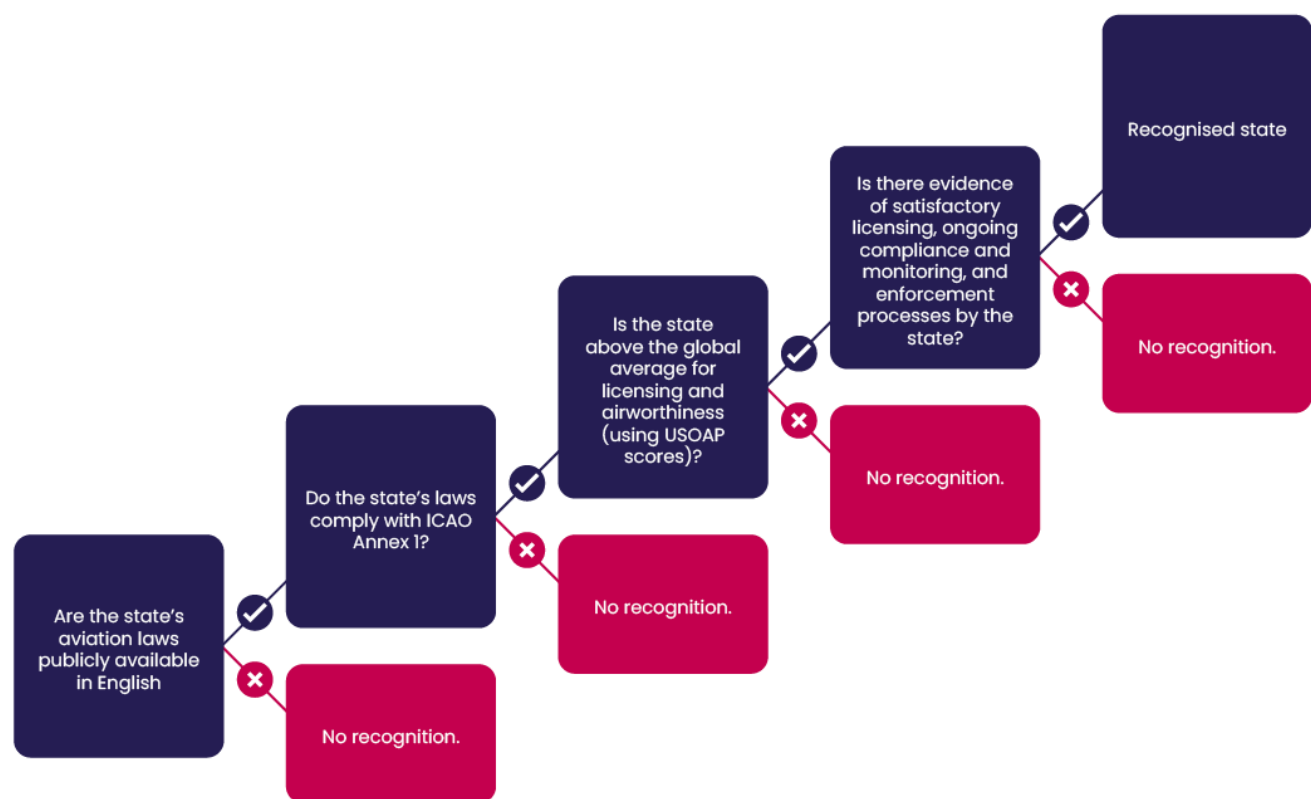 Are the state's
aviation laws
publicly available
in English
No recognition.
Do the state's laws
comply with ICAO
Annex 1?
No recognition.
Is the state
above the global
average for
licensing and
airworthiness
(using USOAP
scores)?
No recognition.
Is there evidence
of satisfactory
licensing, ongoing
compliance and
monitoring, and
enforcement
processes by the
state?
No recognition.
Recognised state